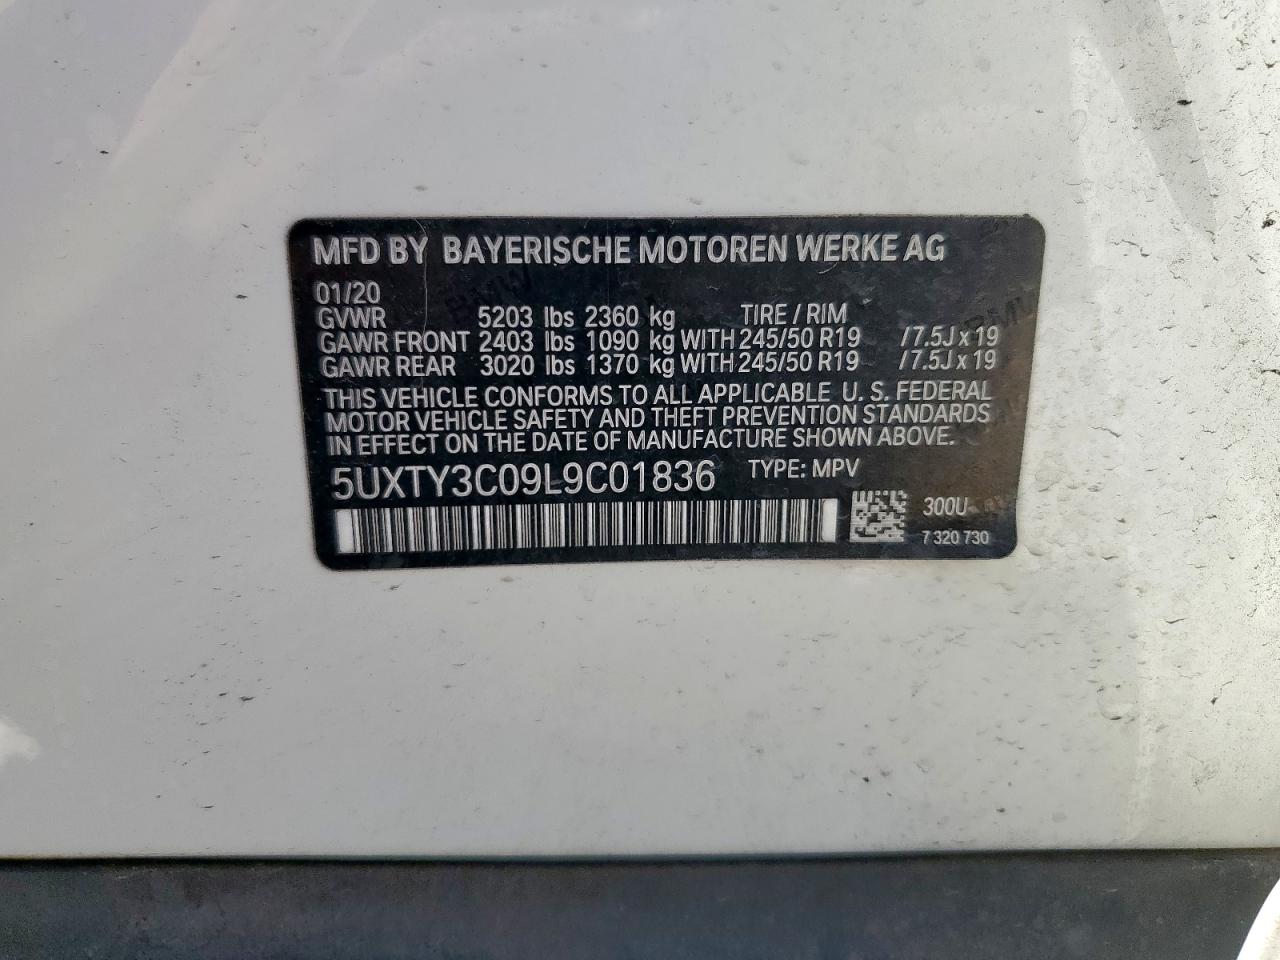 MFD BY BAYERISCHE MOTOREN WERKE AG
01/20
GVWR 5203 lbs 2360 kg TIRE / RIM
GAWR FRONT 2403 lbs 1090 kg WITH 245/50 R19 /7.5J x 19
GAWR REAR 3020 lbs 1370 kg WITH 245/50 R19 /7.5J x 19
THIS VEHICLE CONFORMS TO ALL APPLICABLE U. S. FEDERAL
MOTOR VEHICLE SAFETY AND THEFT PREVENTION STANDARDS
IN EFFECT ON THE DATE OF MANUFACTURE SHOWN ABOVE.
5UXTY3C09L9C01836 TYPE: MPV
300U
7 320 730